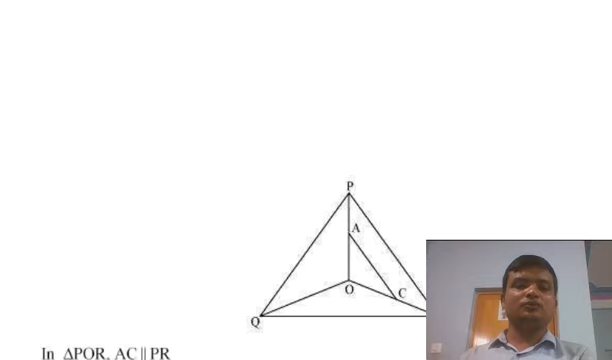 P
A
O
C
Q
In ΔPOR, AC || PR